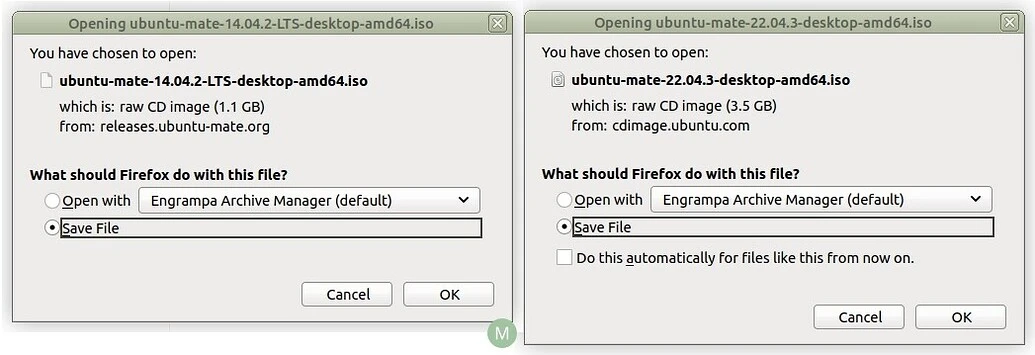 Opening ubuntu-mate-14.04.2-LTS-desktop-amd64.iso
You have chosen to open:
ubuntu-mate-14.04.2-LTS-desktop-amd64.iso
which is: raw CD image (1.1 GB)
from: releases.ubuntu-mate.org
What should Firefox do with this file?
Open with Engrampa Archive Manager (default)
Save File
Cancel OK
Opening ubuntu-mate-22.04.3-desktop-amd64.iso
You have chosen to open:
ubuntu-mate-22.04.3-desktop-amd64.iso
which is: raw CD image (3.5 GB)
from: cdimage.ubuntu.com
What should Firefox do with this file?
Open with Engrampa Archive Manager (default)
Save File
Do this automatically for files like this from now on.
Cancel OK
M